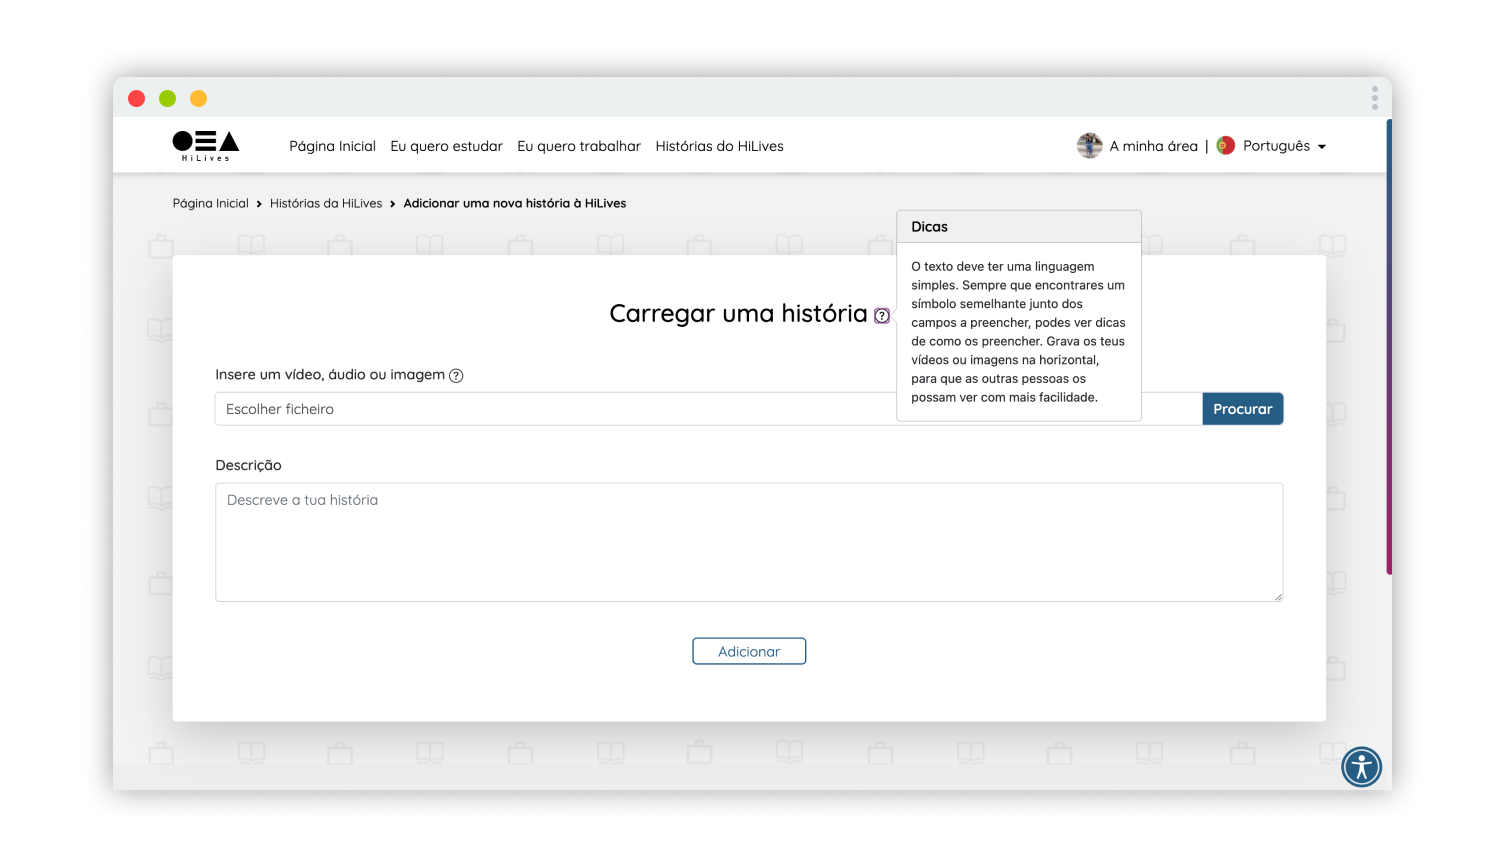 HiLives
Página Inicial Eu quero estudar Eu quero trabalhar Histórias do HiLives
A minha área | Português
Página Inicial > Histórias da HiLives > Adicionar uma nova história à HiLives
Dicas
O texto deve ter uma linguagem
simples. Sempre que encontrares um
símbolo semelhante junto dos
campos a preencher, podes ver dicas
de como os preencher. Grava os teus
vídeos ou imagens na horizontal,
para que as outras pessoas os
possam ver com mais facilidade.
Carregar uma história ?
Insere um vídeo, áudio ou imagem ?
Escolher ficheiro
Procurar
Descrição
Descreve a tua história
Adicionar